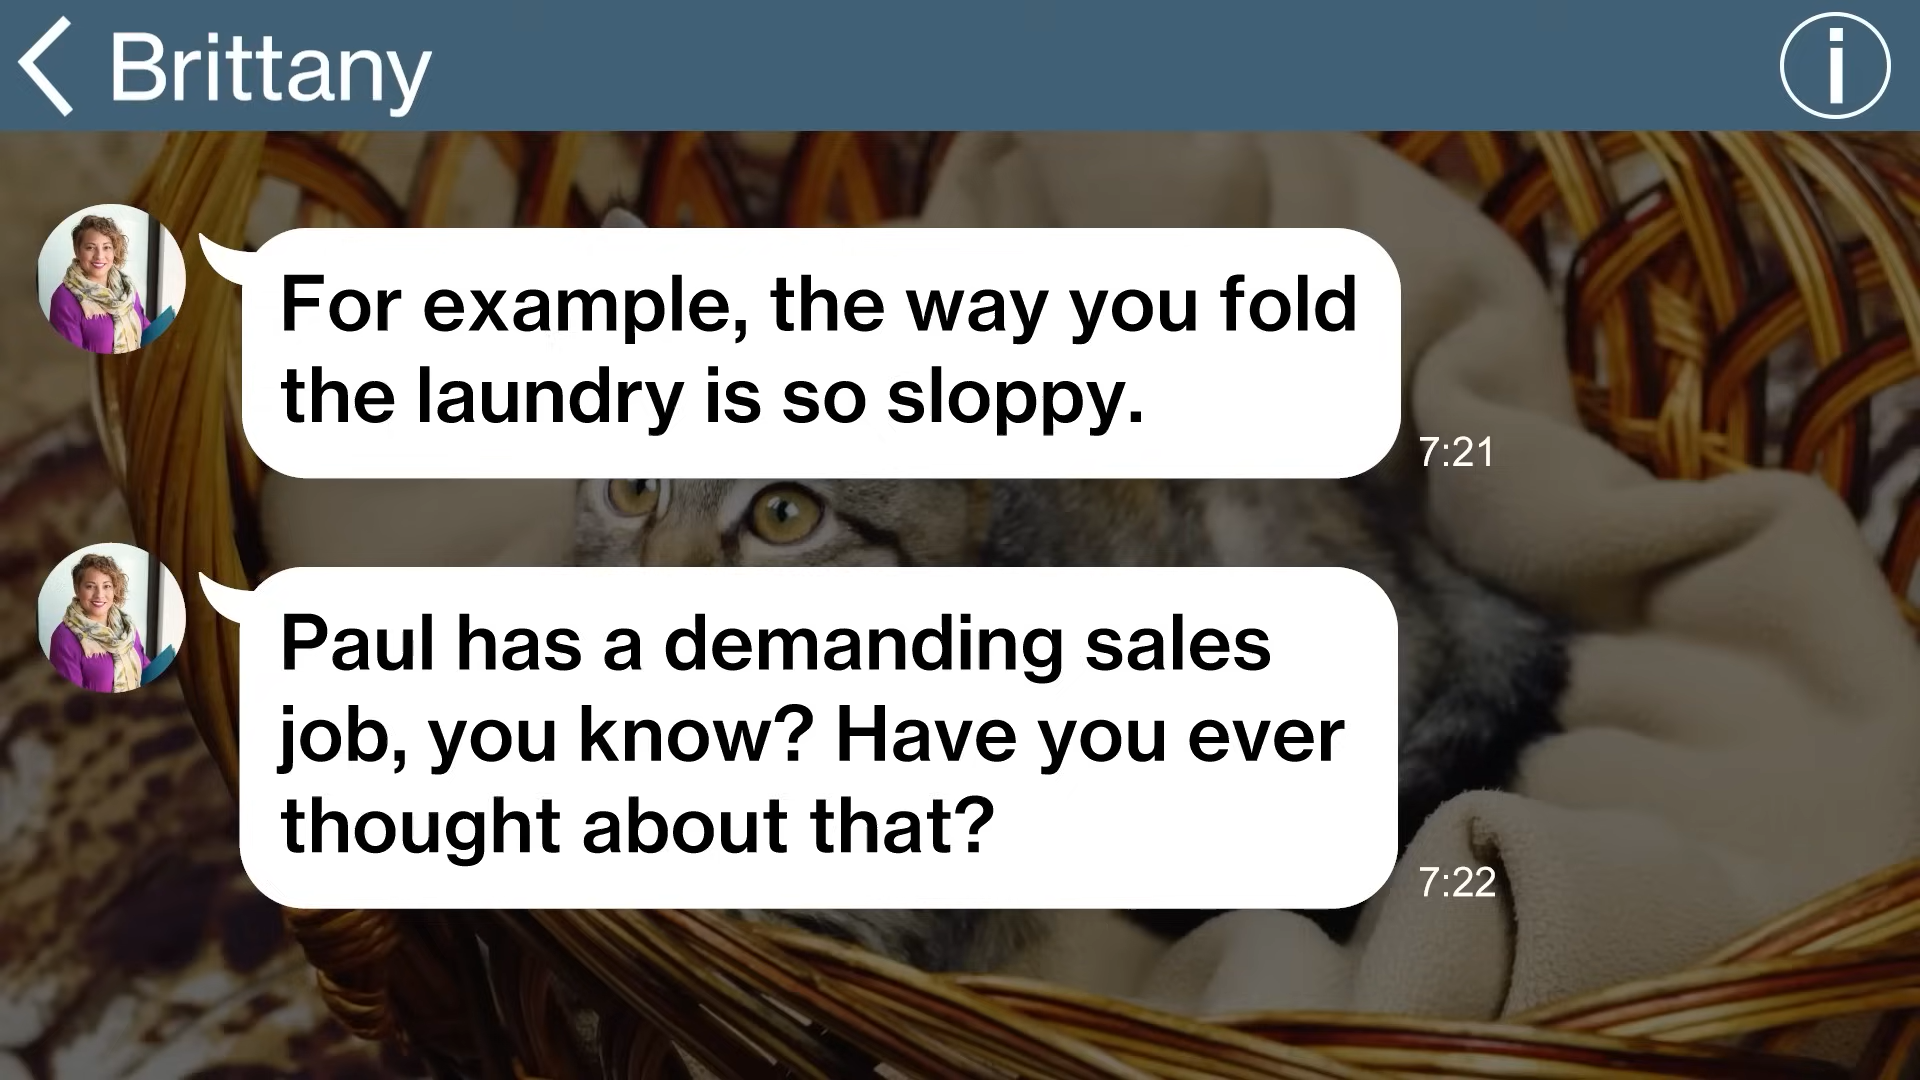 Brittany
i
For example, the way you fold
the laundry is so sloppy.
7:21
Paul has a demanding sales
job, you know? Have you ever
thought about that?
7:22